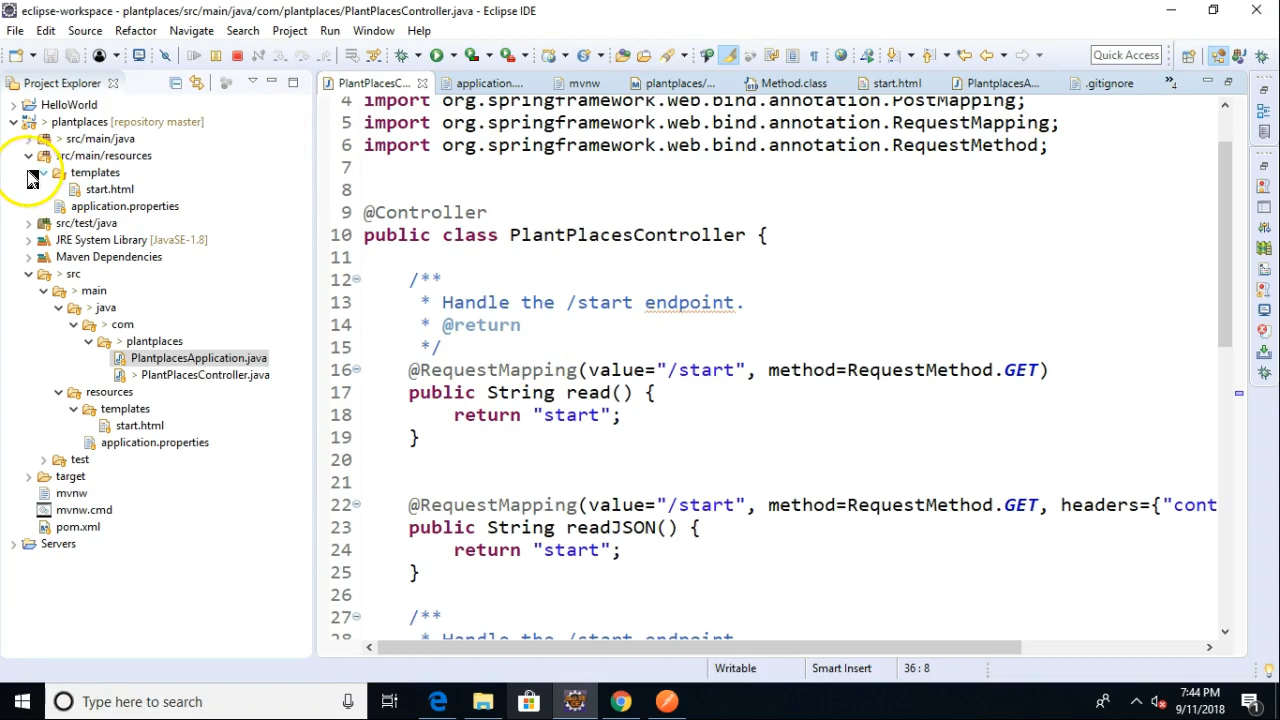 eclipse-workspace - plantplaces/src/main/java/com/plantplaces/PlantPlacesController.java - Eclipse IDE
File Edit Source Refactor Navigate Search Project Run Window Help
Quick Access
Project Explorer
PlantPlacesC... application.... mvnw plantplaces/... Method.class start.html PlantplacesA... .gitignore »4
HelloWorld
plantplaces [repository master]
src/main/java
src/main/resources
templates
start.html
application.properties
src/test/java
JRE System Library [JavaSE-1.8]
Maven Dependencies
> src
> main
> java
> com
> plantplaces
PlantplacesApplication.java
> PlantPlacesController.java
resources
templates
start.html
application.properties
test
target
mvnw
mvnw.cmd
pom.xml
Servers
4 import org.springframework.web.bind.annotation.PostMapping;
5 import org.springframework.web.bind.annotation.RequestMapping;
6 import org.springframework.web.bind.annotation.RequestMethod;
7
8
9 @Controller
10 public class PlantPlacesController {
11
12 /**
13 * Handle the /start endpoint.
14 * @return
15 */
16 @RequestMapping(value="/start", method=RequestMethod.GET)
17 public String read() {
18 return "start";
19 }
20
21
22 @RequestMapping(value="/start", method=RequestMethod.GET, headers={"cont
23 public String readJSON() {
24 return "start";
25 }
26
27 /**
28 * Handle the /start endpoint
Writable Smart Insert 36 : 8
Type here to search
7:44 PM
9/11/2018
1